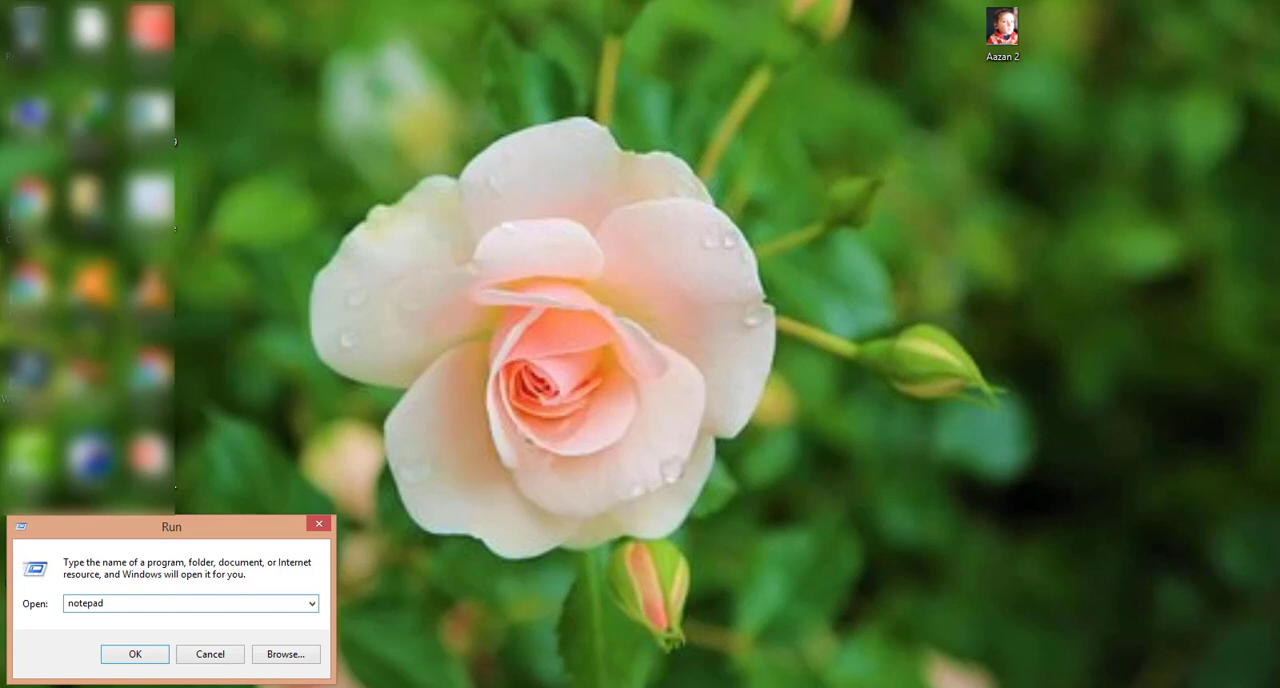 Aazan 2
Run
Type the name of a program, folder, document, or Internet
resource, and Windows will open it for you.
Open:
notepad
OK
Cancel
Browse...